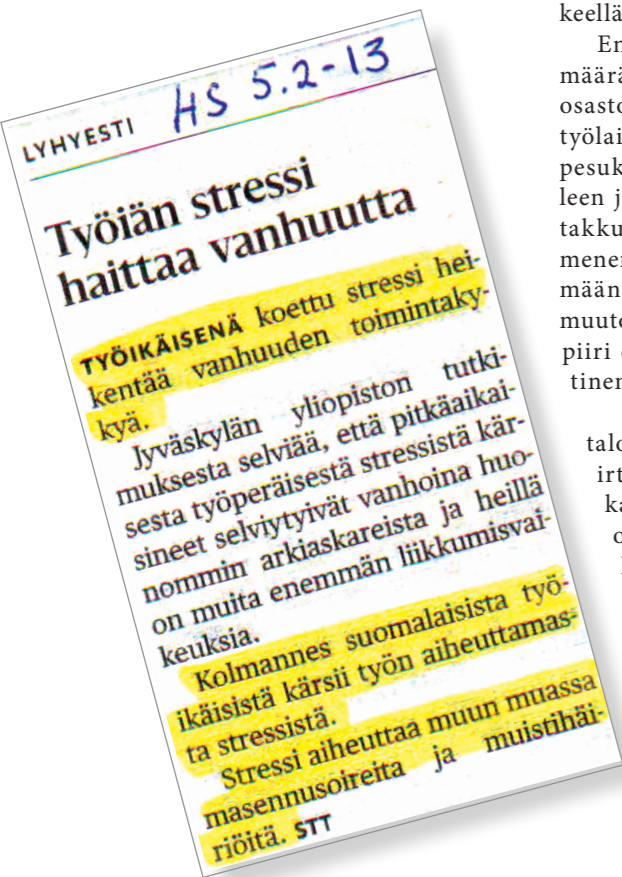 LYHYESTI
HS 5.2-13
Työiän stressi
haittaa vanhuutta
TYÖIKÄISENÄ koettu stressi hei-
kentää vanhuuden toimintaky-
kyä.
Jyväskylän yliopiston tutki-
muksesta selviää, että pitkäaikai-
sesta työperäisestä stressistä kär-
sineet selviytyivät vanhoina huo-
nommin arkiaskareista ja heillä
on muita enemmän liikkumisvai-
keuksia.
Kolmannes suomalaisista työ-
ikäisistä kärsii työn aiheuttamas-
ta stressistä.
Stressi aiheuttaa muun muassa
masennusoireita ja muistihäi-
riöitä. STT
keellä
En
määrä
osasto
työlai
pesuk
leen j
takku
mene
män
muuto
piiri
tinen
talo
irt
ka